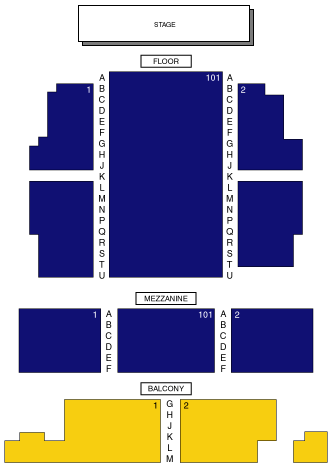 STAGE
FLOOR
A 101 A
1 B B 2
C C
D D
E E
F F
G G
H H
J J
K K
L L
M M
N N
P P
Q Q
R R
S S
T T
U U
MEZZANINE
1 A 101 A 2
B B
C C
D D
E E
F F
BALCONY
1 G 2
H
J
K
L
M